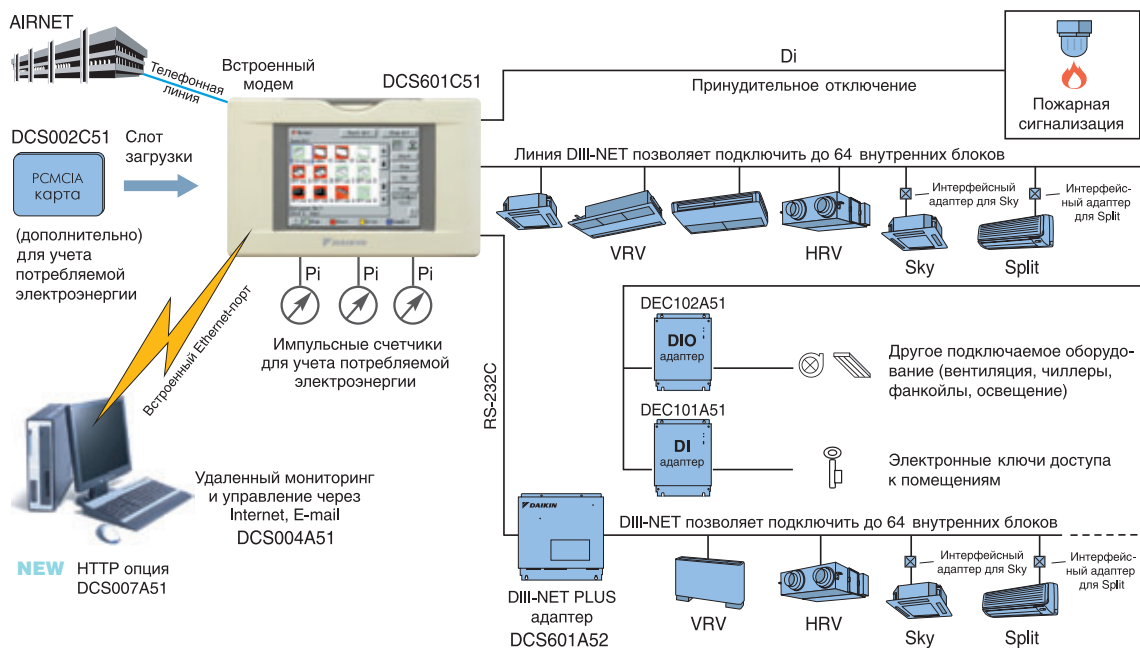 AIRNET
Телефонная
линия
Встроенный
модем
DCS601C51
Di
Принудительное отключение
Пожарная
сигнализация
DCS002C51
Слот
загрузки
PCMCIA
карта
(дополнительно)
для учета
потребляемой
электроэнергии
DAIKIN
Линия DIII-NET позволяет подключить до 64 внутренних блоков
Интерфейсный
адаптер для Sky
Интерфейс-
ный адаптер
для Split
VRV
HRV
Sky
Split
Pi
Pi
Pi
Импульсные счетчики
для учета потребляемой
электроэнергии
Встроенный Ethernet-порт
RS-232C
DEC102A51
DIO
адаптер
Другое подключаемое оборудо-
вание (вентиляция, чиллеры,
фанкойлы, освещение)
DEC101A51
DI
адаптер
Электронные ключи доступа
к помещениям
Удаленный мониторинг
и управление через
Internet, E-mail
DCS004A51
NEW HTTP опция
DCS007A51
DAIKIN
DIII-NET PLUS
адаптер
DCS601A52
DIII-NET позволяет подключить до 64 внутренних блоков
Интерфейсный
адаптер для Sky
Интерфейс-
ный адаптер
для Split
VRV
HRV
Sky
Split